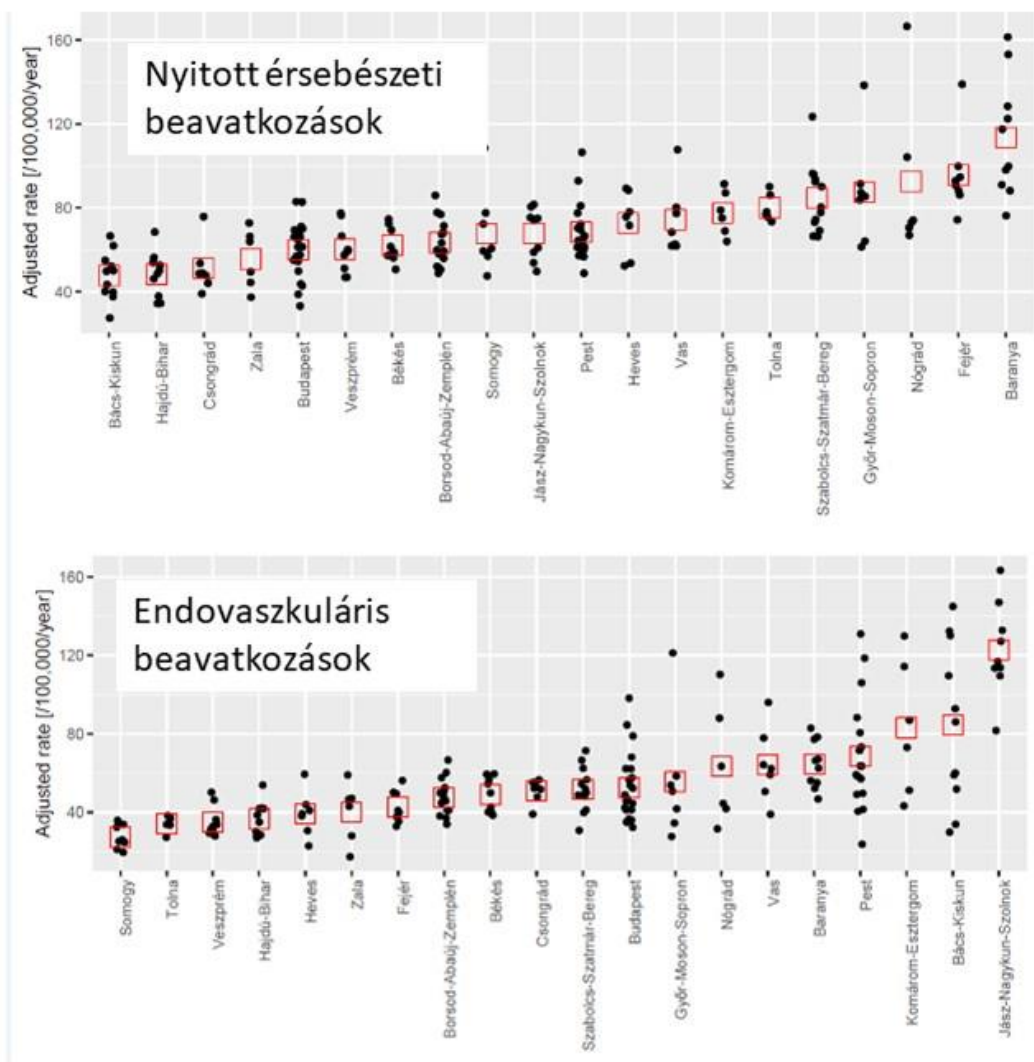 Nyitott érsebészeti
beavatkozások
Adjusted rate [/100,000/year]
160
120
80
40
Bács-Kiskun
Hajdú-Bihar
Csongrád
Zala
Budapest
Veszprém
Békés
Borsod-Abaúj-Zemplén
Somogy
Jász-Nagykun-Szolnok
Pest
Heves
Vas
Komárom-Esztergom
Tolna
Szabolcs-Szatmár-Bereg
Győr-Moson-Sopron
Nógrád
Fejér
Baranya
Endovaszkuláris
beavatkozások
Adjusted rate [/100,000/year]
160
120
80
40
Somogy
Tolna
Veszprém
Hajdú-Bihar
Heves
Zala
Fejér
Borsod-Abaúj-Zemplén
Békés
Csongrád
Szabolcs-Szatmár-Bereg
Budapest
Győr-Moson-Sopron
Nógrád
Vas
Baranya
Pest
Komárom-Esztergom
Bács-Kiskun
Jász-Nagykun-Szolnok